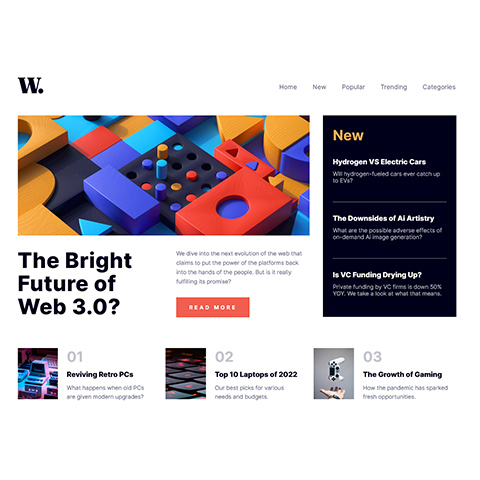 W.
Home New Popular Trending Categories
The Bright
Future of
Web 3.0?
We dive into the next evolution of the web that
claims to put the power of the platforms back
into the hands of the people. But is it really
fulfilling its promise?
READ MORE
New
Hydrogen VS Electric Cars
Will hydrogen-fueled cars ever catch up
to EVs?
The Downsides of Ai Artistry
What are the possible adverse effects of
on-demand Ai image generation?
Is VC Funding Drying Up?
Private funding by VC firms is down 50%
YOY. We take a look at what that means.
01
Reviving Retro PCs
What happens when old PCs
are given modern upgrades?
02
Top 10 Laptops of 2022
Our best picks for various
needs and budgets.
03
The Growth of Gaming
How the pandemic has sparked
fresh opportunities.